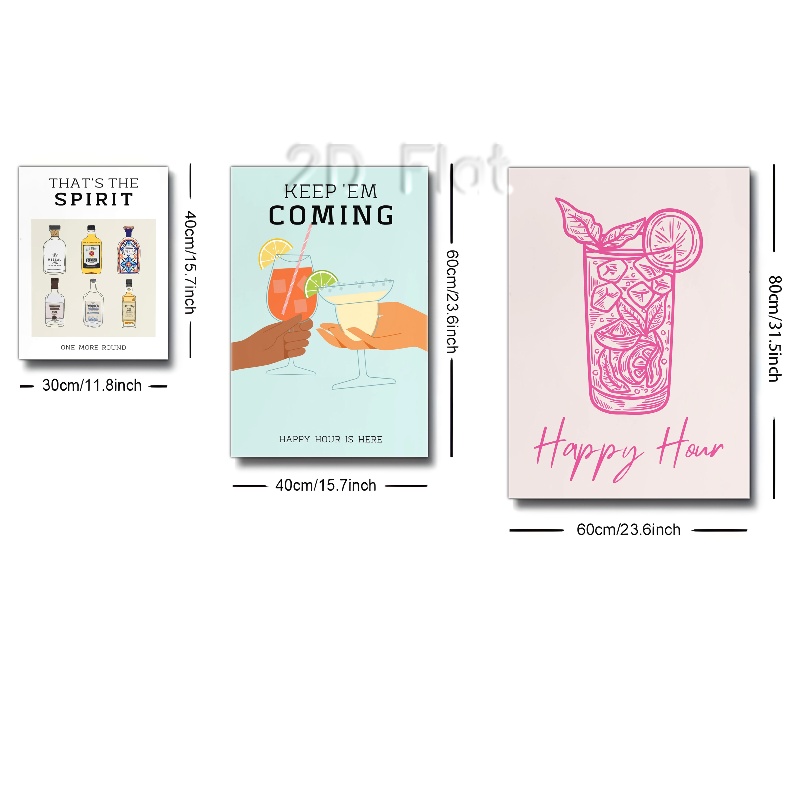 2D Flat
THAT'S THE
SPIRIT
ONE MORE ROUND
40cm/15.7inch
30cm/11.8inch
KEEP 'EM
COMING
HAPPY HOUR IS HERE
60cm/23.6inch
40cm/15.7inch
Happy Hour
80cm/31.5inch
60cm/23.6inch